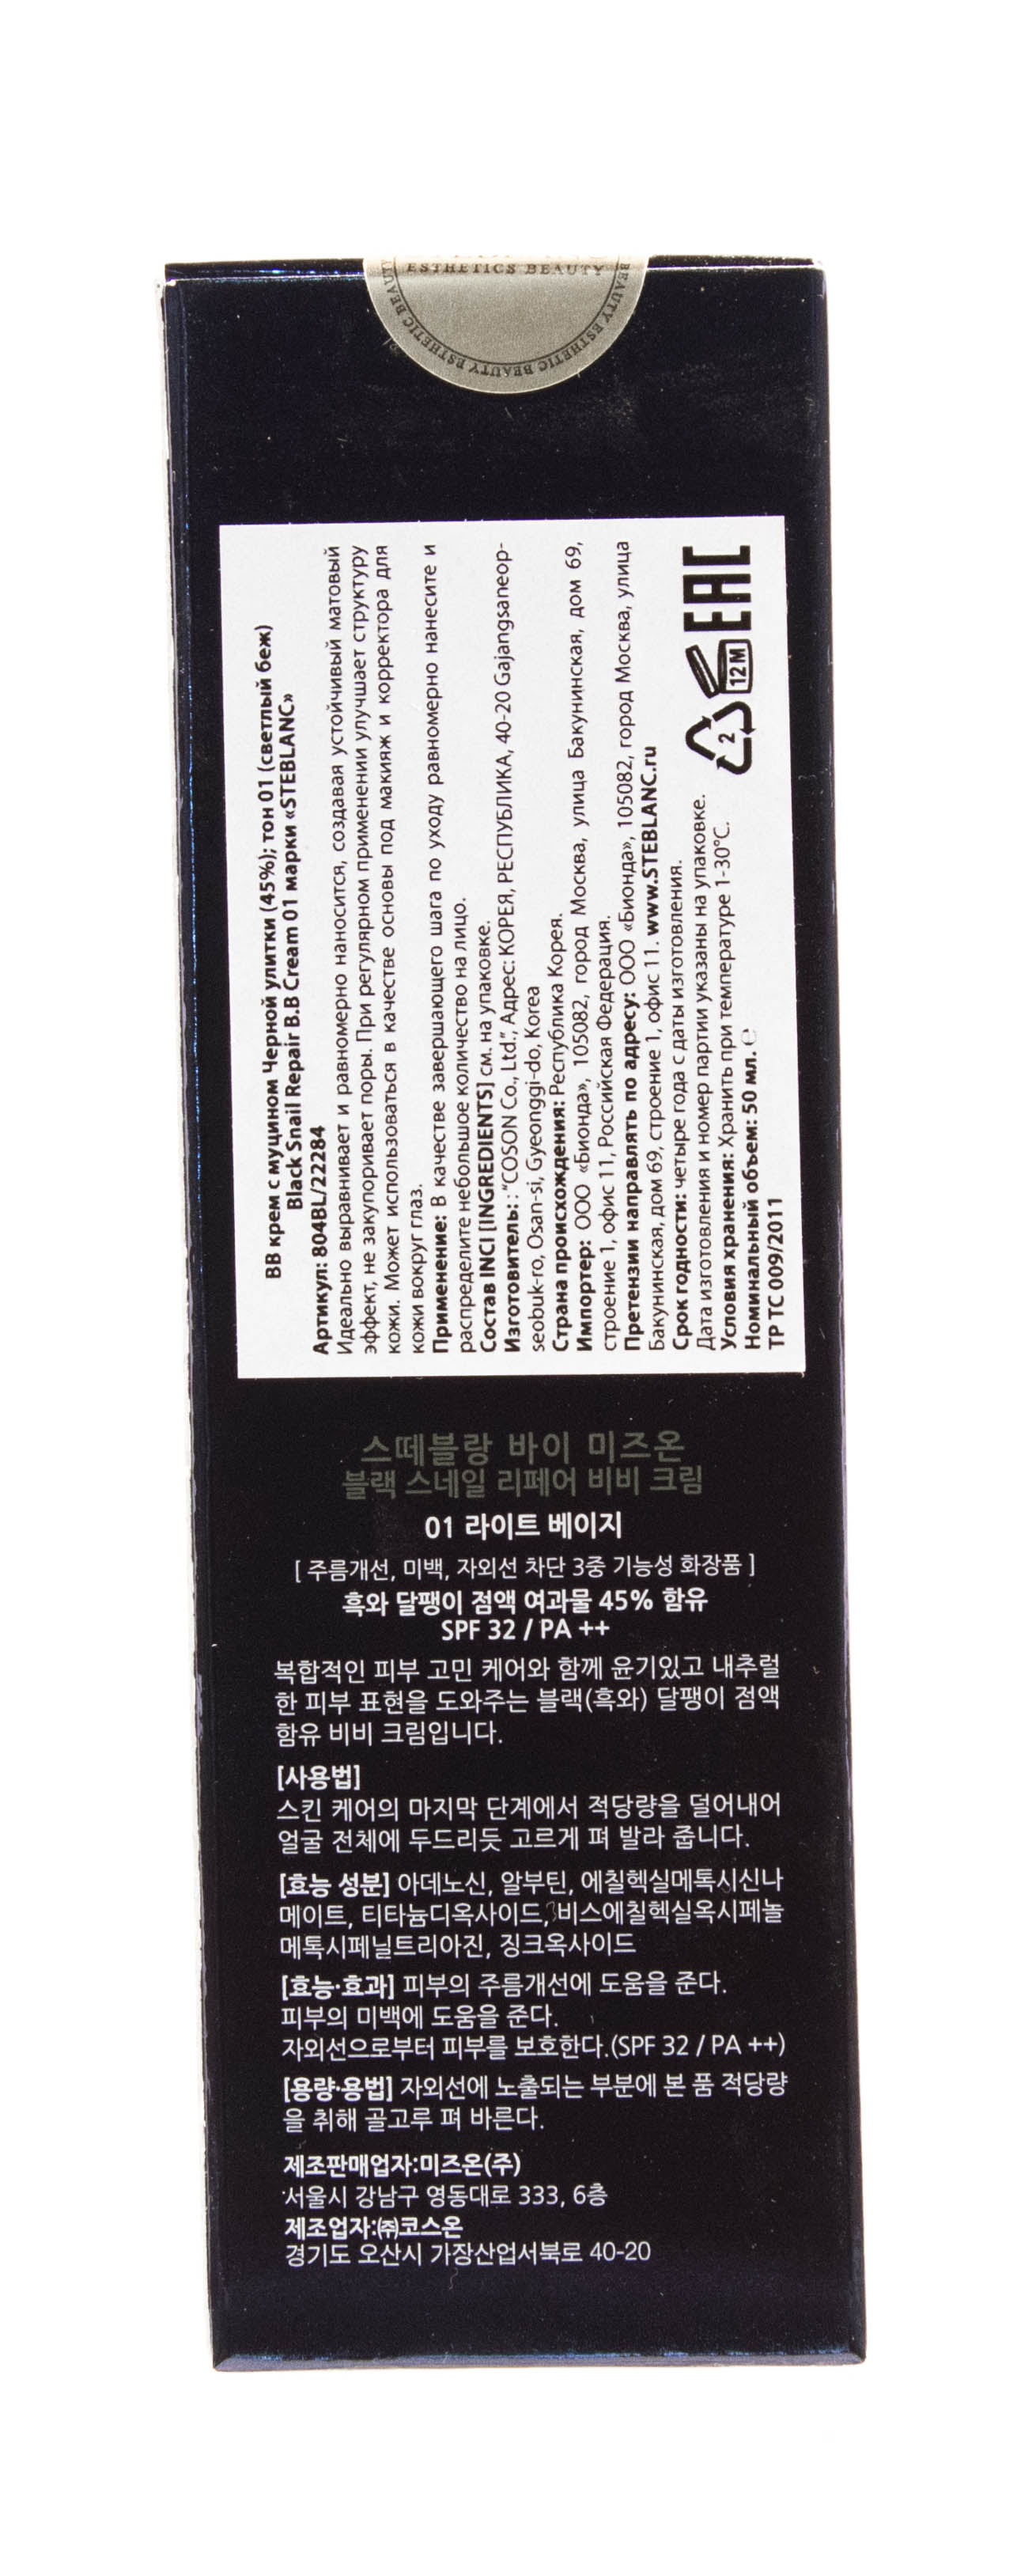 ESTHETICS BEAUTY
BEAUTY ESTHETIC BEAUTY ESTHETIC BEAUTY
BB крем с муцином Черной улитки (45%); тон 01 (светлый беж)
Black Snail Repair B.B Cream 01 марки «STEBLANC»
Артикул: 804BL/22284
Идеально выравнивает и равномерно наносится, создавая устойчивый матовый
эффект, не закупоривает поры. При регулярном применении улучшает структуру
кожи. Может использоваться в качестве основы под макияж и корректора для
кожи вокруг глаз.
Применение: В качестве завершающего шага по уходу равномерно нанесите и
распределите небольшое количество на лицо.
Состав INCI [INGREDIENTS] см. на упаковке.
Изготовитель: : "COSON Co., Ltd.", Адрес: КОРЕЯ, РЕСПУБЛИКА, 40-20 Gajangsaneop-
seobuk-ro, Osan-si, Gyeonggi-do, Korea
Страна происхождения: Республика Корея.
Импортер: ООО «Бионда», 105082, город Москва, улица Бакунинская, дом 69,
строение 1, офис 11, Российская Федерация.
Претензии направлять по адресу: ООО «Бионда», 105082, город Москва, улица
Бакунинская, дом 69, строение 1, офис 11. www.STEBLANC.ru
Срок годности: четыре года с даты изготовления.
Дата изготовления и номер партии указаны на упаковке.
Условия хранения: Хранить при температуре 1-30°С.
Номинальный объем: 50 мл. ℮
ТР ТС 009/2011
2
12 M
EAC
스떼블랑 바이 미즈온
블랙 스네일 리페어 비비 크림
01 라이트 베이지
[ 주름개선, 미백, 자외선 차단 3중 기능성 화장품 ]
흑와 달팽이 점액 여과물 45% 함유
SPF 32 / PA ++
복합적인 피부 고민 케어와 함께 윤기있고 내추럴
한 피부 표현을 도와주는 블랙(흑와) 달팽이 점액
함유 비비 크림입니다.
[사용법]
스킨 케어의 마지막 단계에서 적당량을 덜어내어
얼굴 전체에 두드리듯 고르게 펴 발라 줍니다.
[효능 성분] 아데노신, 알부틴, 에칠헥실메톡시신나
메이트, 티타늄디옥사이드, 비스에칠헥실옥시페놀
메톡시페닐트리아진, 징크옥사이드
[효능·효과] 피부의 주름개선에 도움을 준다.
피부의 미백에 도움을 준다.
자외선으로부터 피부를 보호한다.(SPF 32 / PA ++)
[용량·용법] 자외선에 노출되는 부분에 본 품 적당량
을 취해 골고루 펴 바른다.
제조판매업자:미즈온(주)
서울시 강남구 영동대로 333, 6층
제조업자:㈜코스온
경기도 오산시 가장산업서북로 40-20